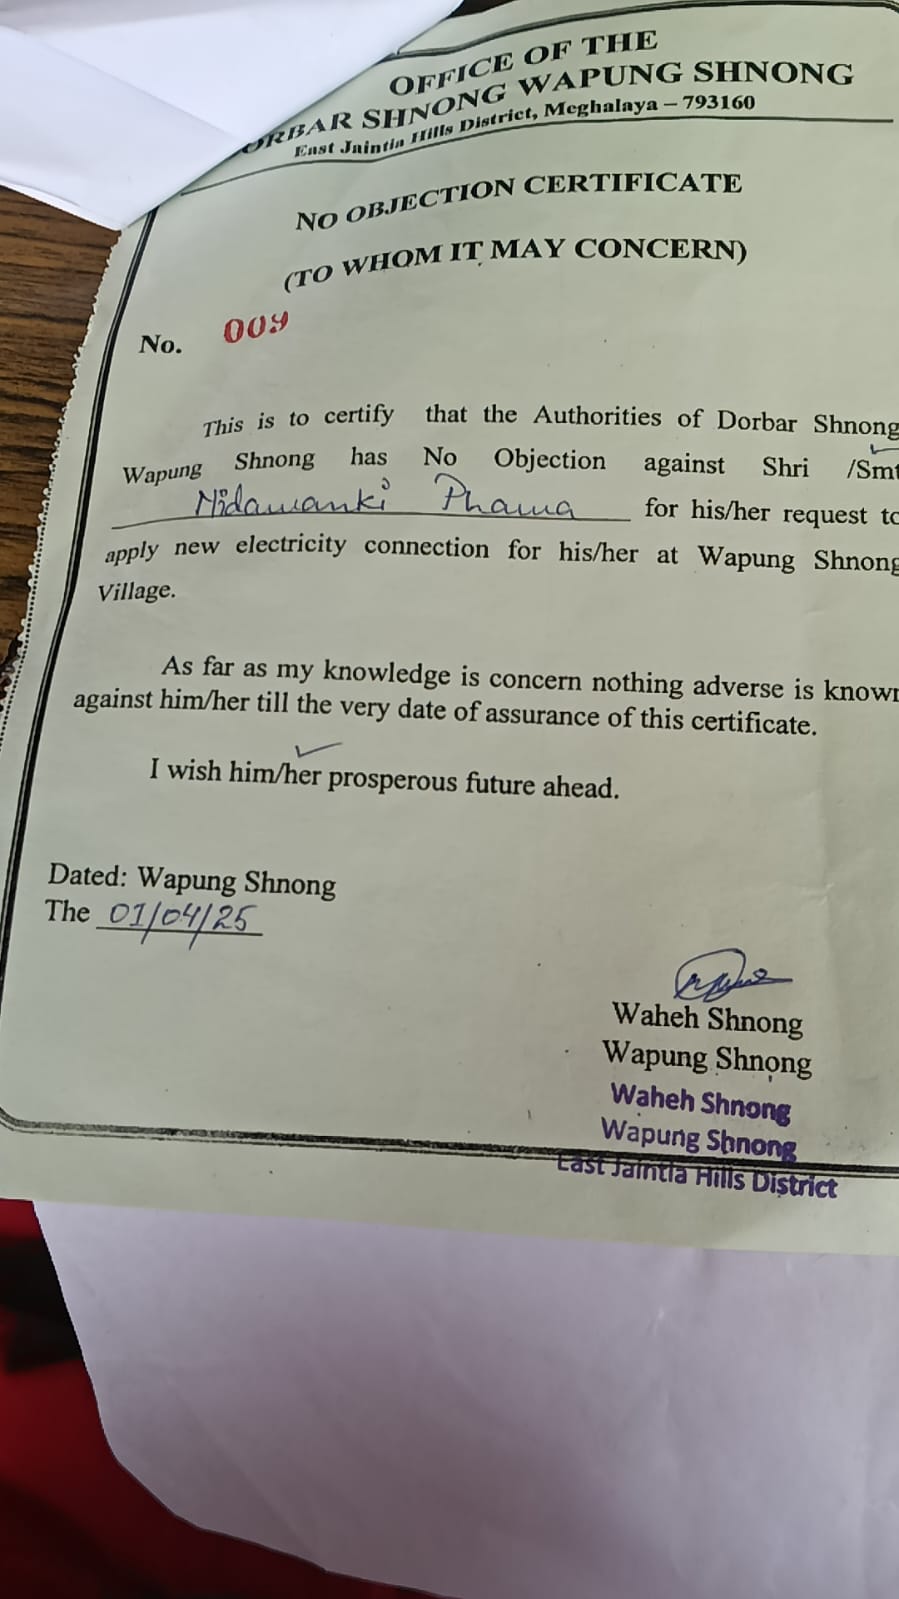 OFFICE OF THE
ORBAR SHNONG WAPUNG SHNONG
East Jaintia Hills District, Meghalaya – 793160
NO OBJECTION CERTIFICATE
(TO WHOM IT MAY CONCERN)
No. 009
This is to certify that the Authorities of Dorbar Shnong
Wapung Shnong has No Objection against Shri /Smt
Midawanki Phawa for his/her request to
apply new electricity connection for his/her at Wapung Shnong
Village.
As far as my knowledge is concern nothing adverse is known
against him/her till the very date of assurance of this certificate.
I wish him/her prosperous future ahead.
Dated: Wapung Shnong
The 01/04/25
Waheh Shnong
Wapung Shnong
Waheh Shnong
Wapung Shnong
East Jaintia Hills District